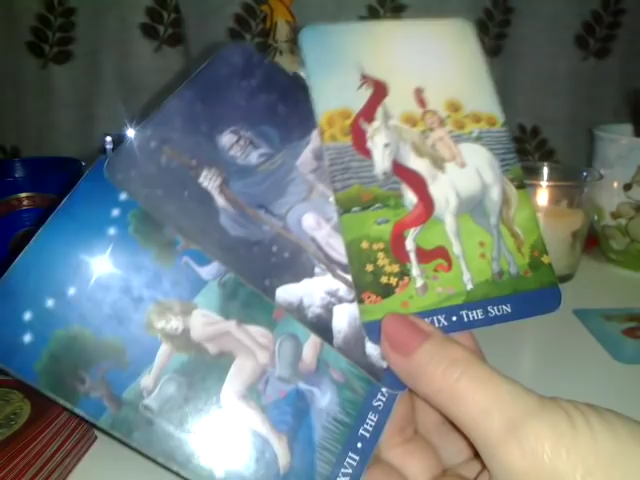 XIX • THE SUN
XVII • THE STA